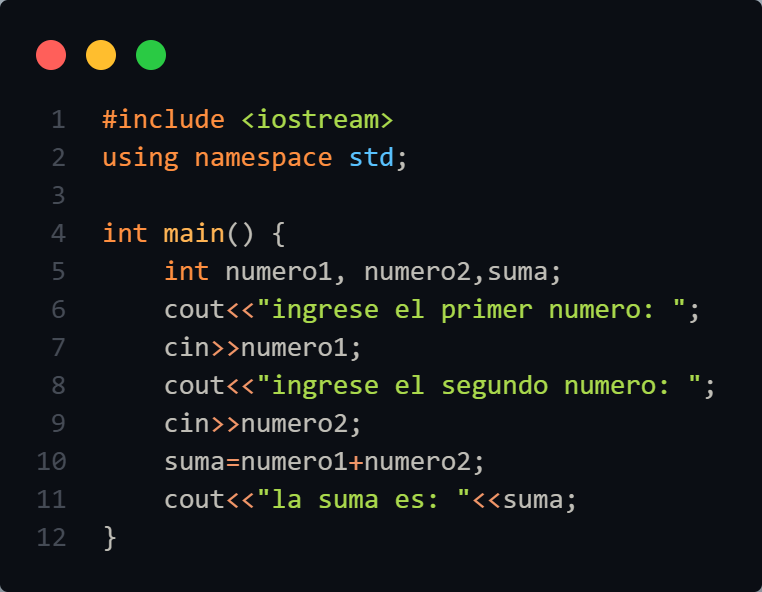 1 #include <iostream>
2 using namespace std;
3
4 int main() {
5     int numero1, numero2,suma;
6     cout<<"ingrese el primer numero: ";
7     cin>>numero1;
8     cout<<"ingrese el segundo numero: ";
9     cin>>numero2;
10     suma=numero1+numero2;
11     cout<<"la suma es: "<<suma;
12 }